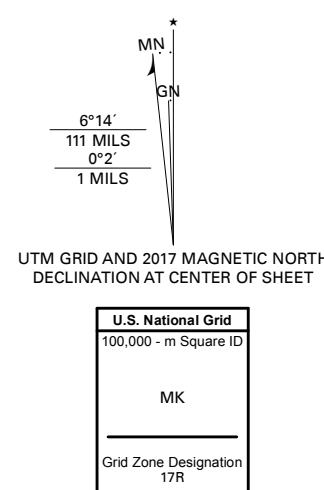 ★
MN
GN
6°14´
111 MILS
0°2´
1 MILS
UTM GRID AND 2017 MAGNETIC NORTH
DECLINATION AT CENTER OF SHEET
U.S. National Grid
100,000 - m Square ID
MK
Grid Zone Designation
17R